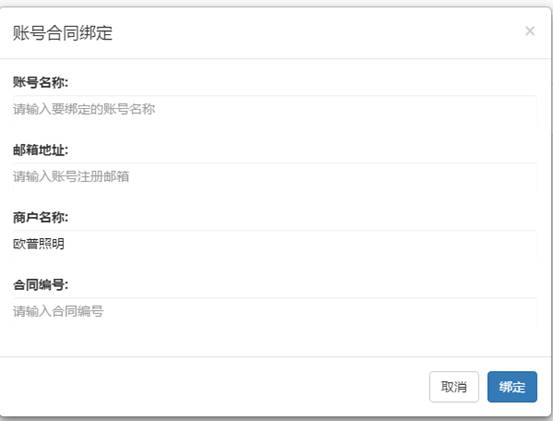 账号合同绑定
×
账号名称:
请输入要绑定的账号名称
邮箱地址:
请输入账号注册邮箱
商户名称:
欧普照明
合同编号:
请输入合同编号
取消
绑定